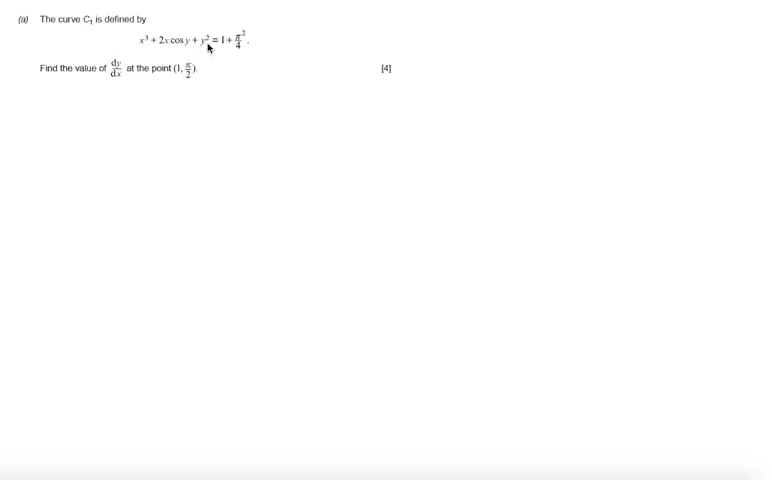 (a) The curve C₁ is defined by
x³ + 2x cos y + y² = 1 + π²/4 .
Find the value of dy/dx at the point (1, π/2). [4]